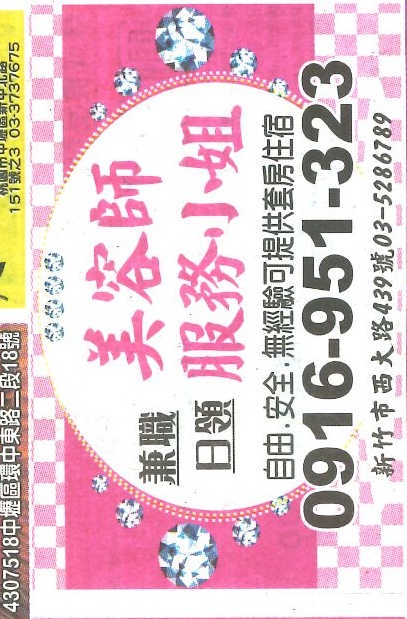 兼職
日領
美容師
服務小姐
自由.安全.無經驗可提供套房住宿
0916-951-323
新竹市西大路439號 03-5286789
151號之3 03-3737675
4307518中壢區環中東路二段18號